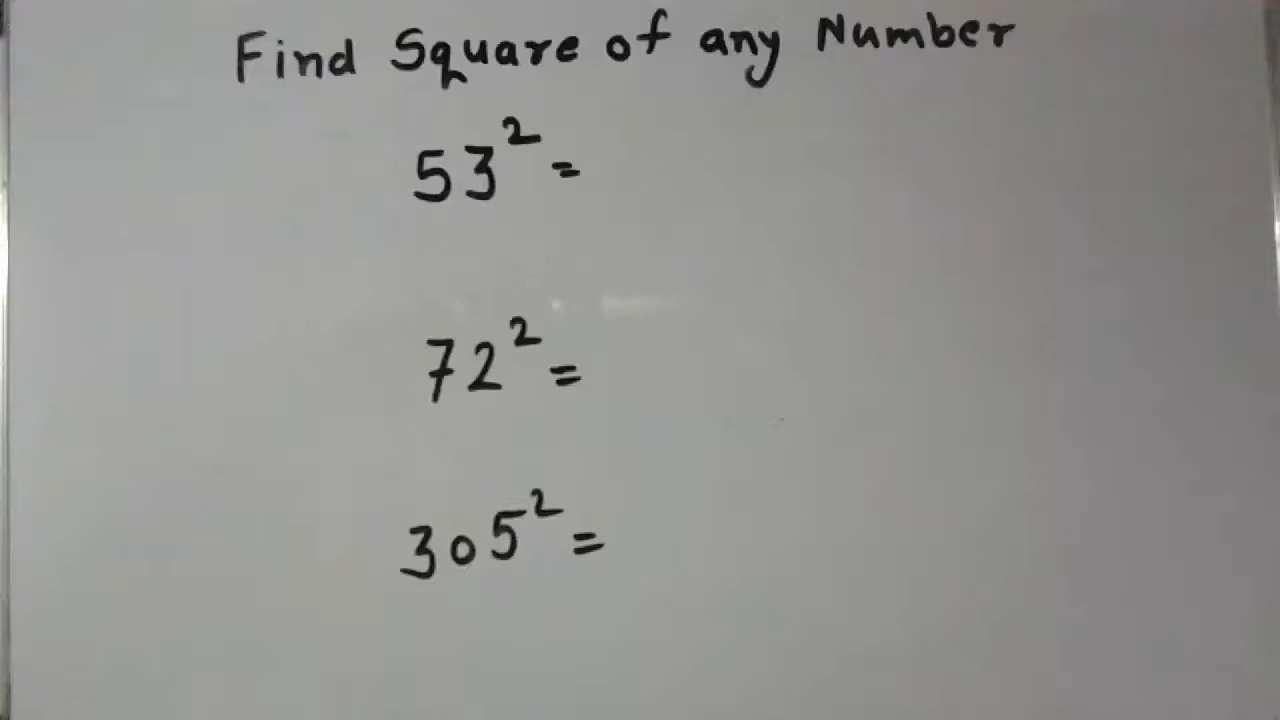 Find Square of any Number
53² =
72² =
305² =